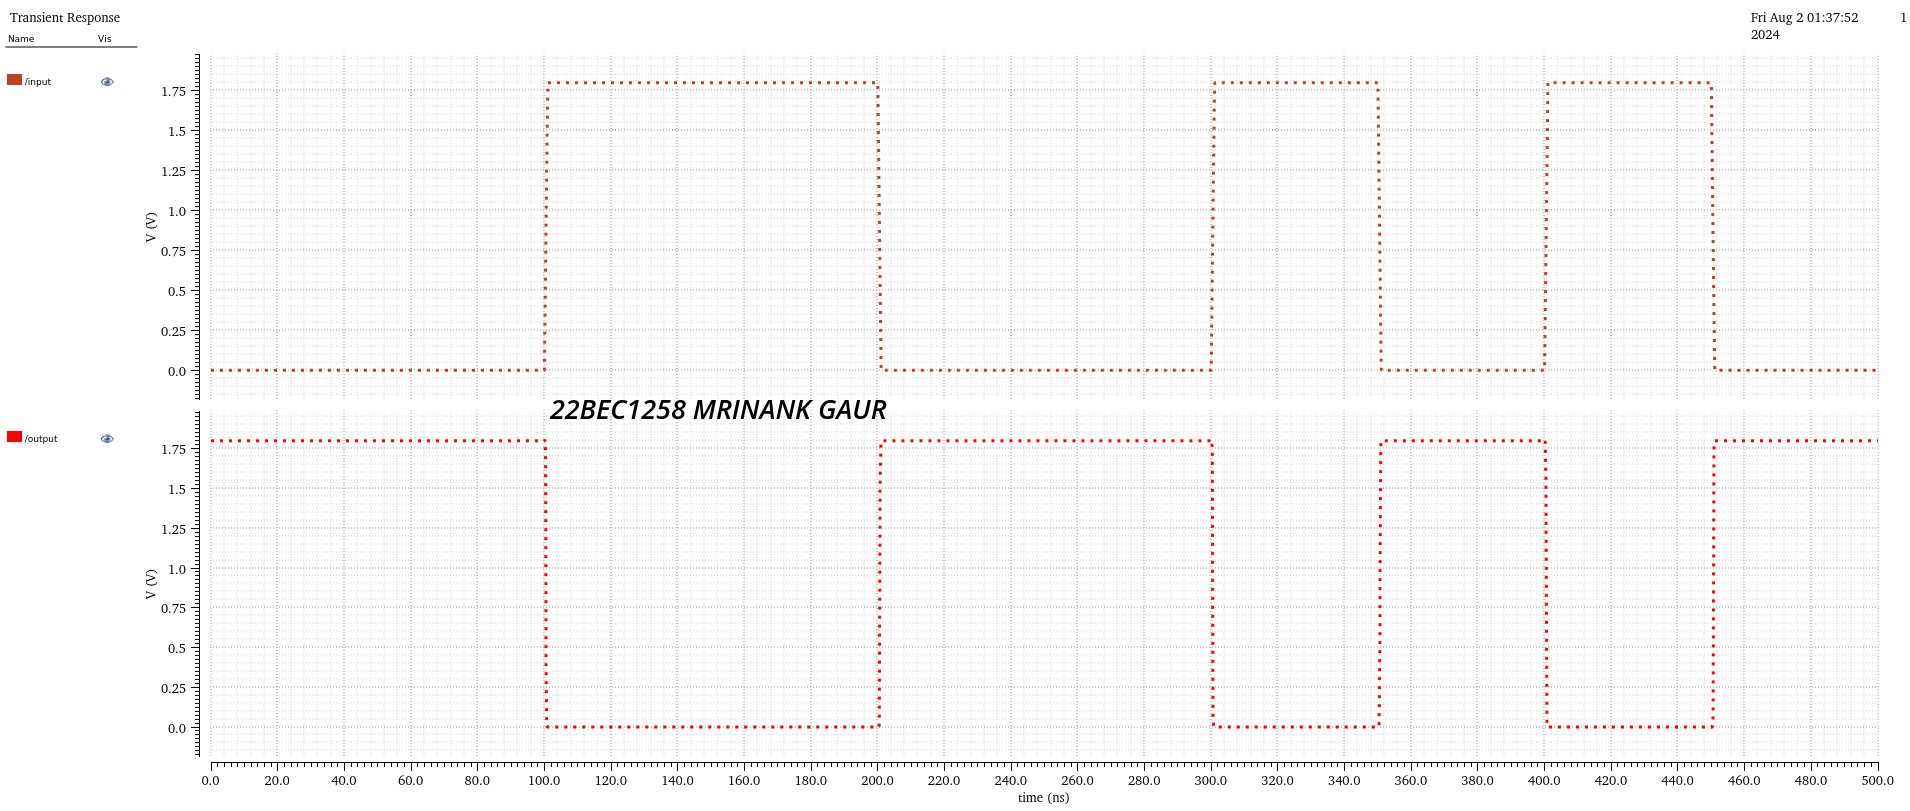 Transient Response
Fri Aug 2 01:37:52 1
2024
Name Vis
/input
1.75
1.5
1.25
1.0
0.75
0.5
0.25
0.0
V (V)
22BEC1258 MRINANK GAUR
/output
1.75
1.5
1.25
1.0
0.75
0.5
0.25
0.0
V (V)
0.0 20.0 40.0 60.0 80.0 100.0 120.0 140.0 160.0 180.0 200.0 220.0 240.0 260.0 280.0 300.0 320.0 340.0 360.0 380.0 400.0 420.0 440.0 460.0 480.0 500.0
time (ns)